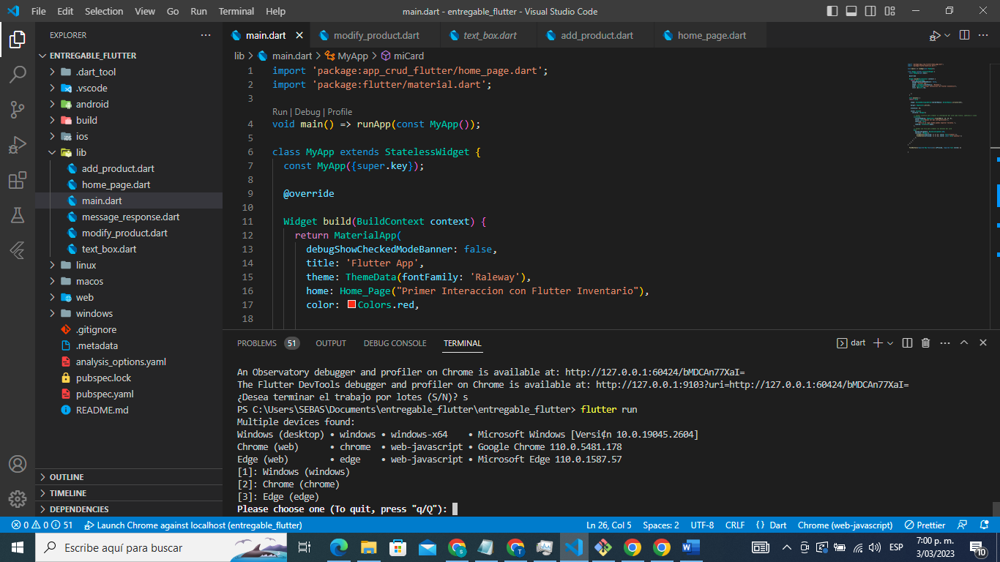 File Edit Selection View Go Run Terminal Help
main.dart - entregable_flutter - Visual Studio Code
EXPLORER
ENTREGABLE_FLUTTER
.dart_tool
.vscode
android
build
ios
lib
add_product.dart
home_page.dart
main.dart
message_response.dart
modify_product.dart
text_box.dart
linux
macos
web
windows
.gitignore
.metadata
analysis_options.yaml
pubspec.lock
pubspec.yaml
README.md
OUTLINE
TIMELINE
DEPENDENCIES
main.dart modify_product.dart text_box.dart add_product.dart home_page.dart
lib > main.dart > MyApp > miCard
1 import 'package:app_crud_flutter/home_page.dart';
2 import 'package:flutter/material.dart';
3
Run | Debug | Profile
4 void main() => runApp(const MyApp());
5
6 class MyApp extends StatelessWidget {
7 const MyApp({super.key});
8
9 @override
10
11 Widget build(BuildContext context) {
12 return MaterialApp(
13 debugShowCheckedModeBanner: false,
14 title: 'Flutter App',
15 theme: ThemeData(fontFamily: 'Raleway'),
16 home: Home_Page("Primer Interaccion con Flutter Inventario"),
17 color: Colors.red,
18
PROBLEMS 51 OUTPUT DEBUG CONSOLE TERMINAL
dart
An Observatory debugger and profiler on Chrome is available at: http://127.0.0.1:60424/bMDCAn77XaI=
The Flutter DevTools debugger and profiler on Chrome is available at: http://127.0.0.1:9103?uri=http://127.0.0.1:60424/bMDCAn77XaI=
¿Desea terminar el trabajo por lotes (S/N)? s
PS C:\Users\SEBAS\Documents\entregable_flutter\entregable_flutter> flutter run
Multiple devices found:
Windows (desktop) • windows • windows-x64 • Microsoft Windows [Versi¢n 10.0.19045.2604]
Chrome (web) • chrome • web-javascript • Google Chrome 110.0.5481.178
Edge (web) • edge • web-javascript • Microsoft Edge 110.0.1587.57
[1]: Windows (windows)
[2]: Chrome (chrome)
[3]: Edge (edge)
Please choose one (To quit, press "q/Q"):
0 0 51 Launch Chrome against localhost (entregable_flutter)
Ln 26, Col 5 Spaces: 2 UTF-8 CRLF {} Dart Chrome (web-javascript) Prettier
Escribe aquí para buscar
ESP
7:00 p. m.
3/03/2023
10